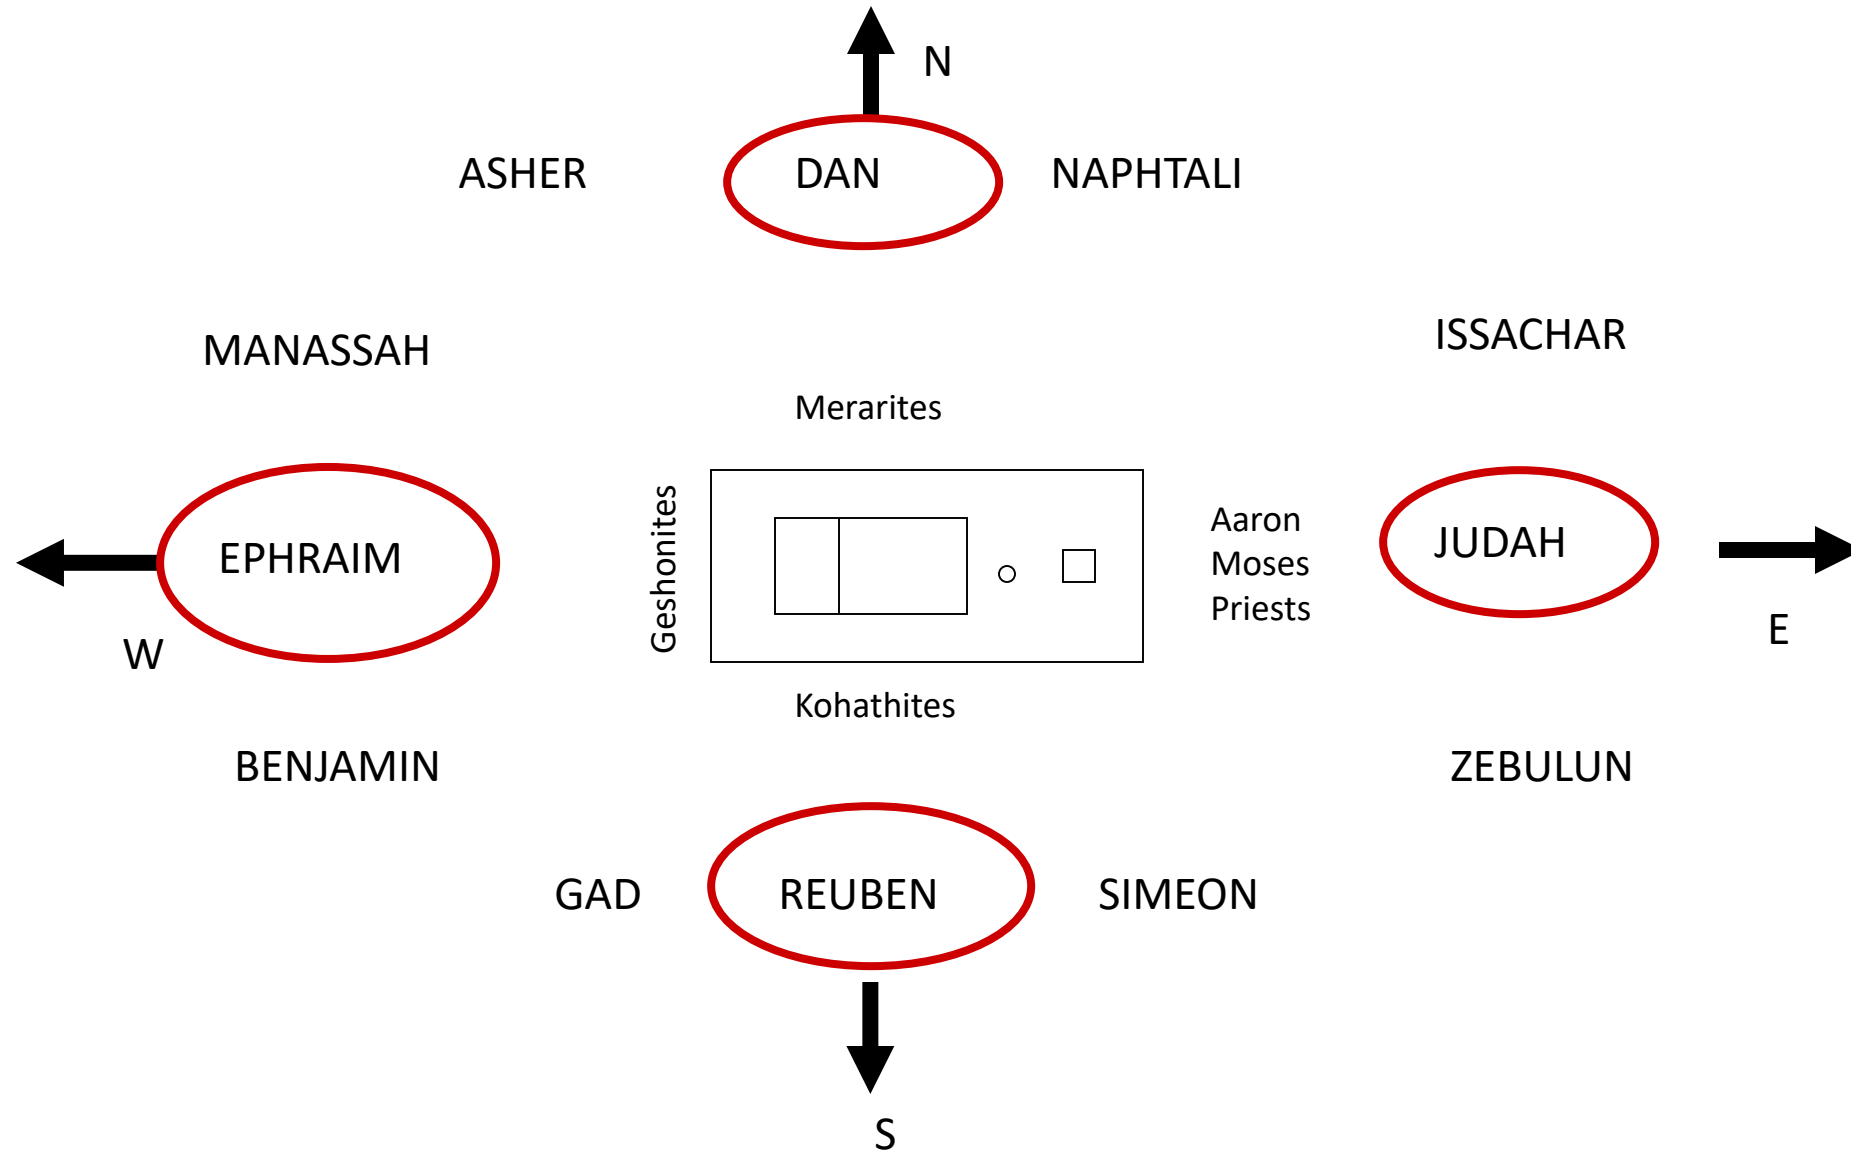 N
ASHER
DAN
NAPHTALI
MANASSAH
ISSACHAR
Merarites
EPHRAIM
W
Geshonites
Aaron
Moses
Priests
JUDAH
E
Kohathites
BENJAMIN
ZEBULUN
GAD
REUBEN
SIMEON
S